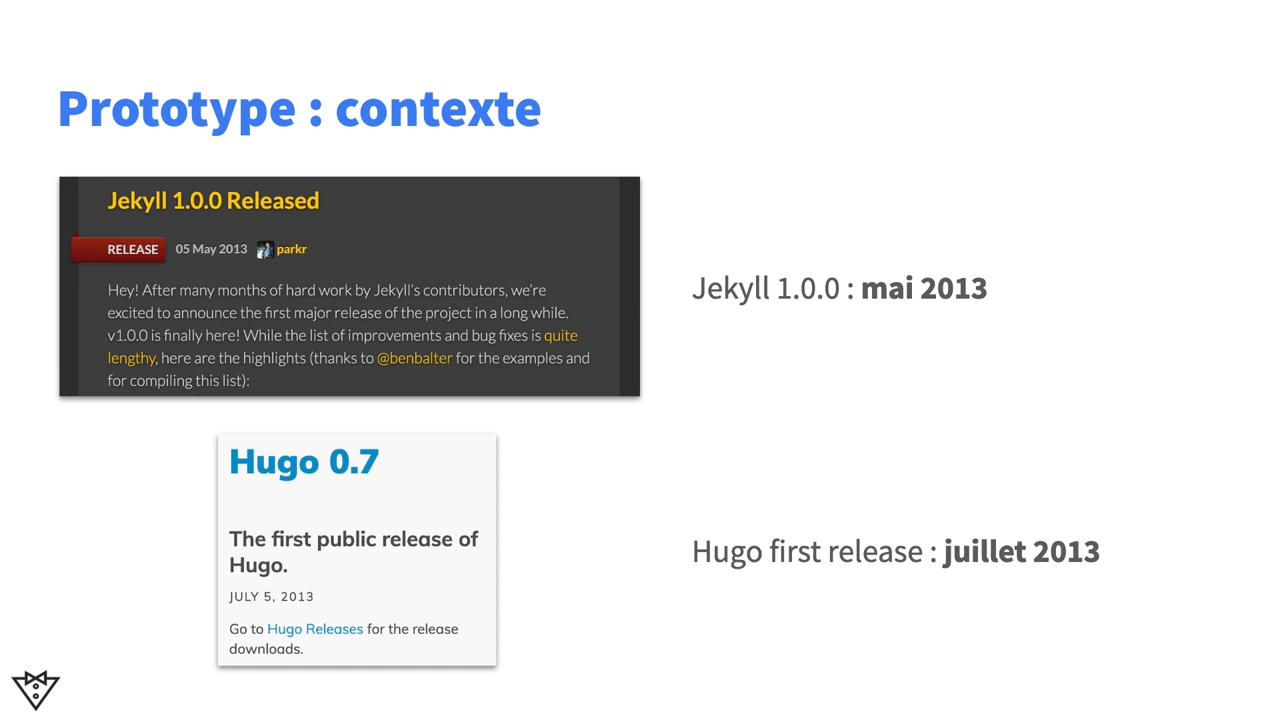 Prototype : contexte
Jekyll 1.0.0 Released
RELEASE 05 May 2013 parkr
Hey! After many months of hard work by Jekyll’s contributors, we’re
excited to announce the first major release of the project in a long while.
v1.0.0 is finally here! While the list of improvements and bug fixes is quite
lengthy, here are the highlights (thanks to @benbalter for the examples and
for compiling this list):
Jekyll 1.0.0 : mai 2013
Hugo 0.7
The first public release of
Hugo.
JULY 5, 2013
Go to Hugo Releases for the release
downloads.
Hugo first release : juillet 2013